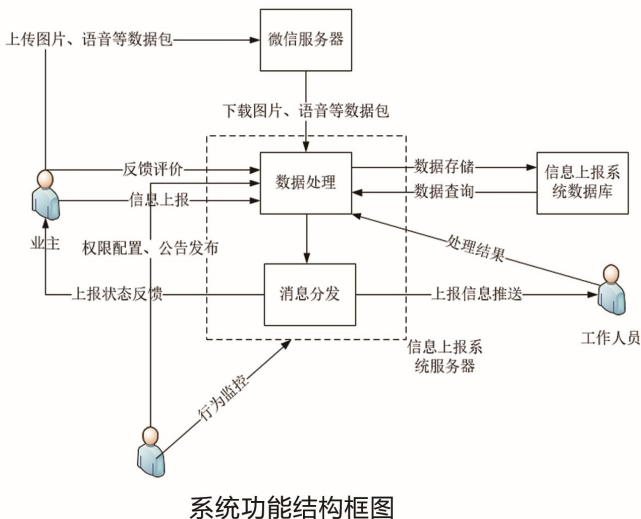 上传图片、语音等数据包
微信服务器
下载图片、语音等数据包
反馈评价
数据处理
数据存储
数据查询
信息上报系
统数据库
信息上报
业主
权限配置、公告发布
处理结果
上报状态反馈
消息分发
上报信息推送
工作人员
信息上报系
统服务器
行为监控
系统功能结构框图